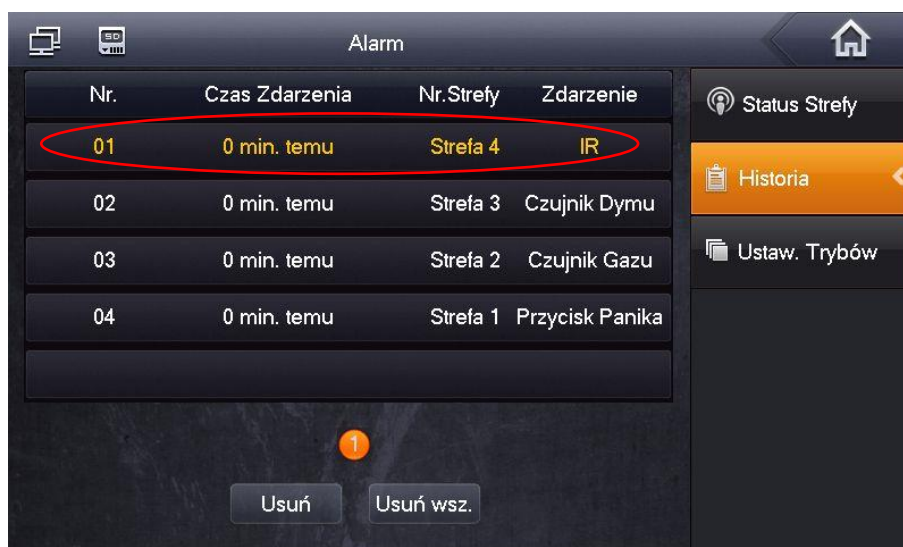 SD
Alarm
Nr. Czas Zdarzenia Nr.Strefy Zdarzenie
01 0 min. temu Strefa 4 IR
02 0 min. temu Strefa 3 Czujnik Dymu
03 0 min. temu Strefa 2 Czujnik Gazu
04 0 min. temu Strefa 1 Przycisk Panika
1
Usuń Usuń wsz.
Status Strefy
Historia
Ustaw. Trybów